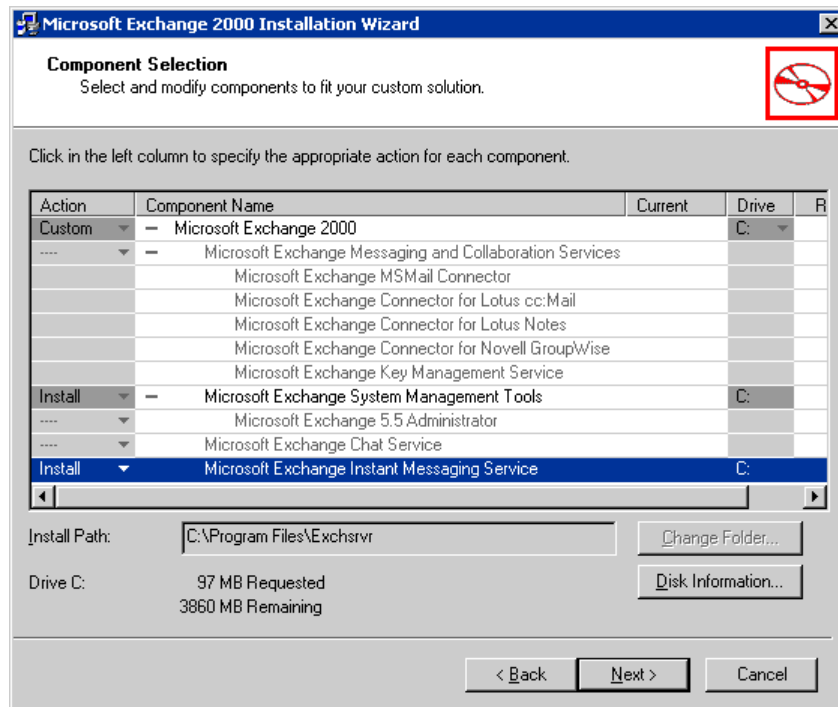 Microsoft Exchange 2000 Installation Wizard
Component Selection
Select and modify components to fit your custom solution.
Click in the left column to specify the appropriate action for each component.
Action Component Name Current Drive R
Custom Microsoft Exchange 2000 C:
---- Microsoft Exchange Messaging and Collaboration Services
Microsoft Exchange MSMail Connector
Microsoft Exchange Connector for Lotus cc:Mail
Microsoft Exchange Connector for Lotus Notes
Microsoft Exchange Connector for Novell GroupWise
Microsoft Exchange Key Management Service
Install Microsoft Exchange System Management Tools C:
---- Microsoft Exchange 5.5 Administrator
---- Microsoft Exchange Chat Service
Install Microsoft Exchange Instant Messaging Service C:
Install Path: C:\Program Files\Exchsrvr Change Folder...
Drive C: 97 MB Requested Disk Information...
3860 MB Remaining
< Back Next > Cancel